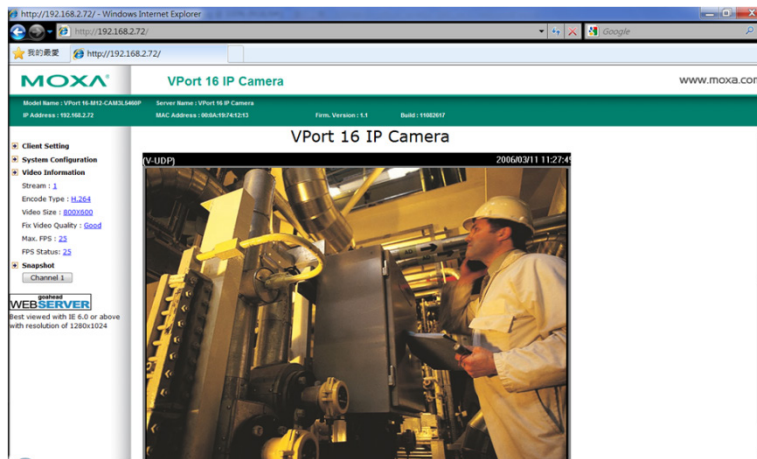 http://192.168.2.72/ - Windows Internet Explorer
http://192.168.2.72/
Google
我的最愛
http://192.168.2.72/
MOXA
VPort 16 IP Camera
www.moxa.com
Model Name : VPort 16-M12-CAM3L5400P
Server Name : VPort 16 IP Camera
IP Address : 192.168.2.72
MAC Address : 00:0A:19:74:12:13
Firm. Version : 1.1
Build : 11082017
VPort 16 IP Camera
Client Setting
System Configuration
Video Information
Stream : 1
Encode Type : H.264
Video Size : 800X600
Fix Video Quality : Good
Max. FPS : 25
FPS Status: 25
Snapshot
Channel 1
goahead
WEBSERVER
Best viewed with IE 6.0 or above
with resolution of 1280x1024
(V-UDP)
2006/03/11 11:27:4